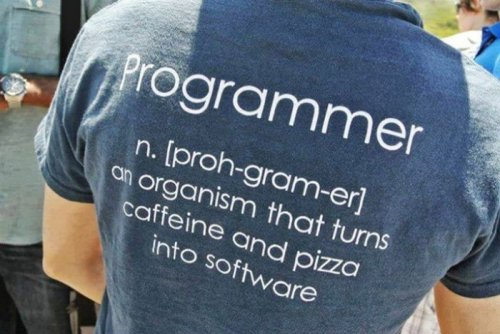 Programmer
n. [proh-gram-er]
an organism that turns
caffeine and pizza
into software